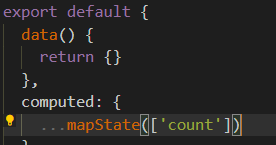 export default {
  data() {
    return {}
  },
  computed: {
    ...mapState(['count'])
  }